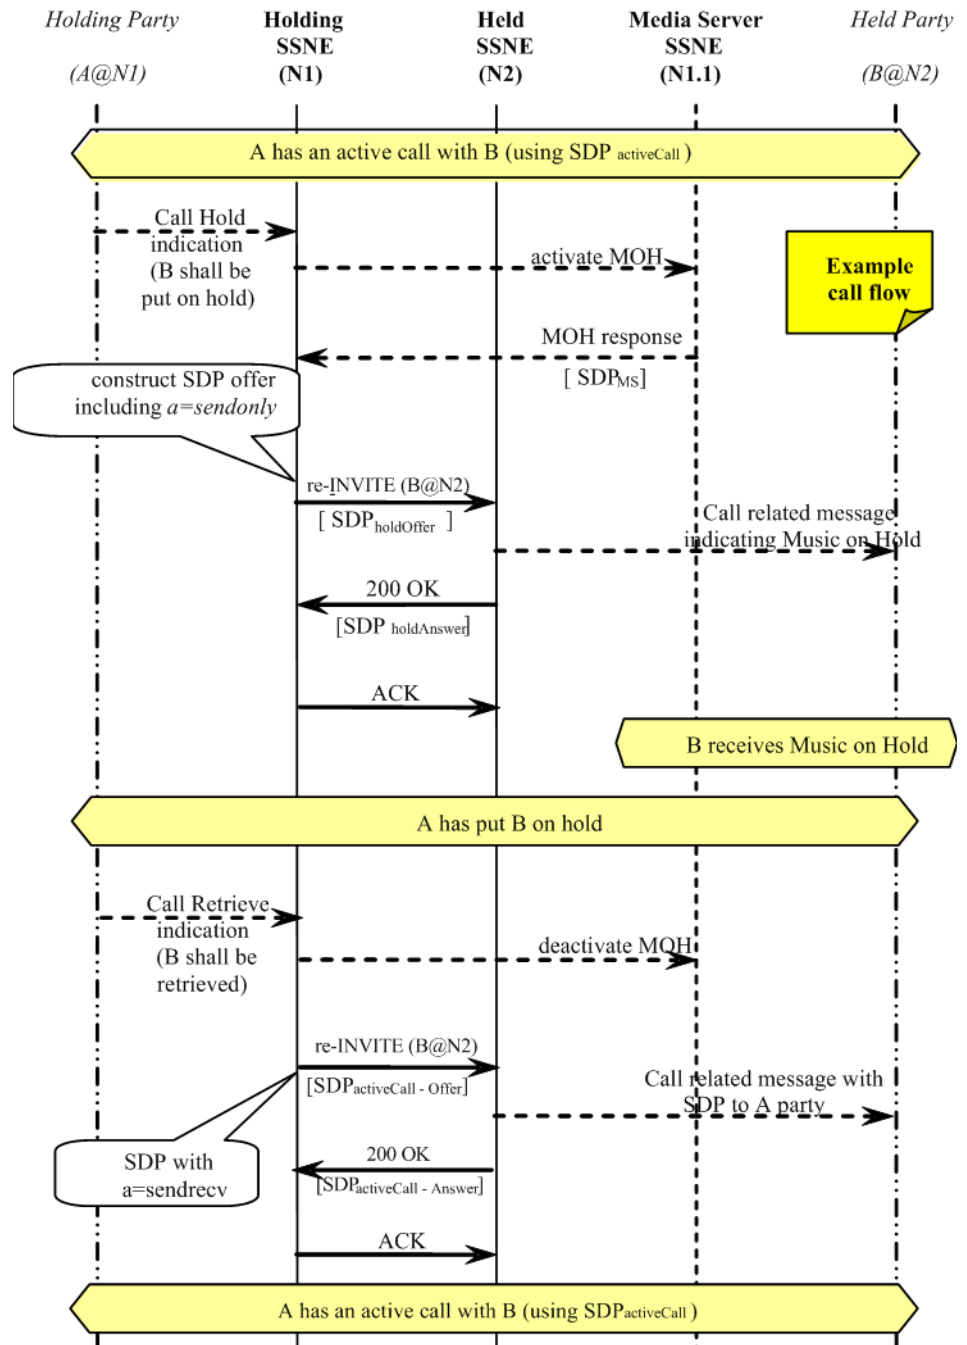 Holding Party
(A@N1)
Holding
SSNE
(N1)
Held
SSNE
(N2)
Media Server
SSNE
(N1.1)
Held Party
(B@N2)
A has an active call with B (using SDP activeCall )
Call Hold
indication
(B shall be
put on hold)
activate MOH
Example
call flow
MOH response
[ SDPMS]
construct SDP offer
including a=sendonly
re-INVITE (B@N2)
[ SDPholdOffer ]
Call related message
indicating Music on Hold
200 OK
[SDP holdAnswer]
ACK
B receives Music on Hold
A has put B on hold
Call Retrieve
indication
(B shall be
retrieved)
deactivate MOH
re-INVITE (B@N2)
[SDPactiveCall - Offer]
Call related message with
SDP to A party
SDP with
a=sendrecv
200 OK
[SDPactiveCall - Answer]
ACK
A has an active call with B (using SDPactiveCall )